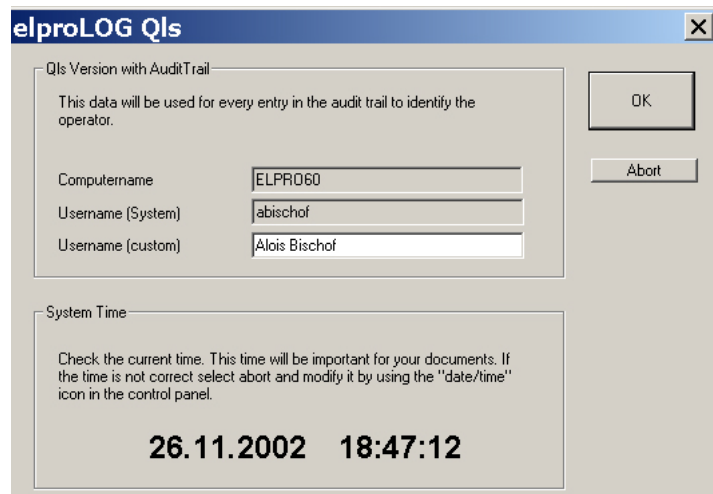 elproLOG Qls
Qls Version with AuditTrail
This data will be used for every entry in the audit trail to identify the
operator.
OK
Abort
Computername ELPRO60
Username (System) abischof
Username (custom) Alois Bischof
System Time
Check the current time. This time will be important for your documents. If
the time is not correct select abort and modify it by using the "date/time"
icon in the control panel.
26.11.2002 18:47:12